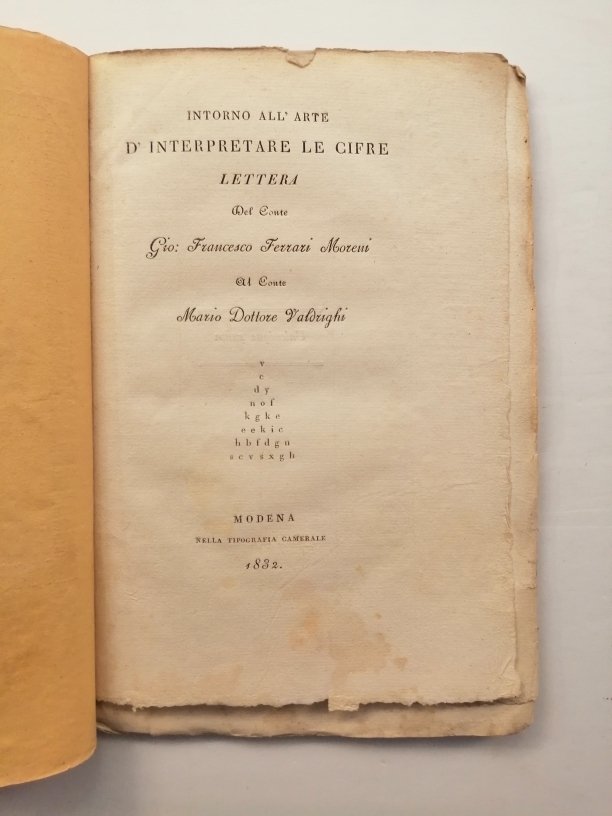 INTORNO ALL' ARTE
D' INTERPRETARE LE CIFRE
LETTERA
Del Conte
Gio: Francesco Ferrari Moreni
Al Conte
Mario Dottore Valdrighi
v
c
d y
n o f
k g k e
e e k i c
h b f d g u
s c v s x g h
MODENA
NELLA TIPOGRAFIA CAMERALE
1832.